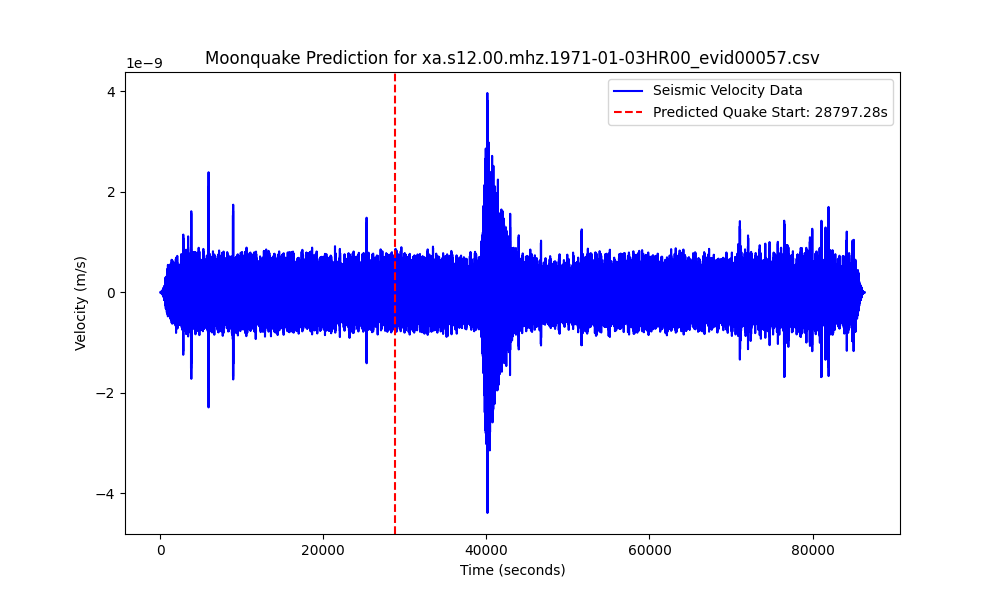 Moonquake Prediction for xa.s12.00.mhz.1971-01-03HR00_evid00057.csv
1e−9
Seismic Velocity Data
Predicted Quake Start: 28797.28s
4
2
0
−2
−4
Velocity (m/s)
0 20000 40000 60000 80000
Time (seconds)